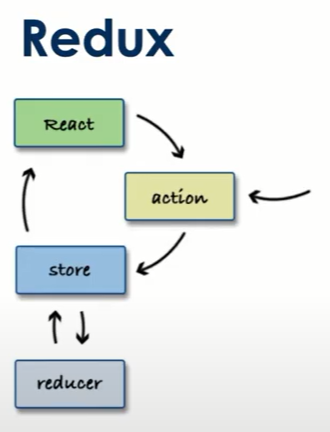 Redux
React
action
store
reducer